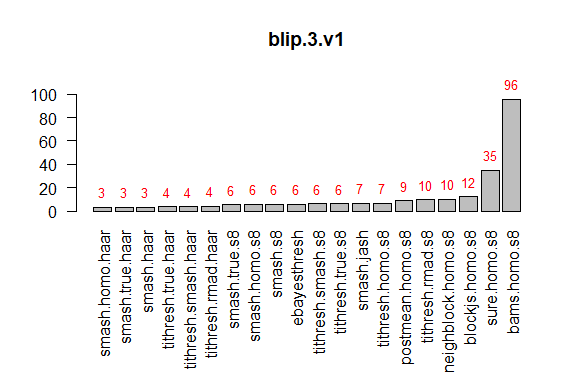 blip.3.v1
100
80
60
40
20
0
3 3 3 4 4 4 6 6 6 6 6 6 7 7 9 10 10 12 35 96
smash.homo.haar
smash.true.haar
smash.haar
tithresh.true.haar
tithresh.smash.haar
tithresh.rmad.haar
smash.true.s8
smash.homo.s8
smash.s8
ebayesthresh
tithresh.smash.s8
tithresh.true.s8
smash.jash
tithresh.homo.s8
postmean.homo.s8
tithresh.rmad.s8
neighblock.homo.s8
blockjs.homo.s8
sure.homo.s8
bams.homo.s8